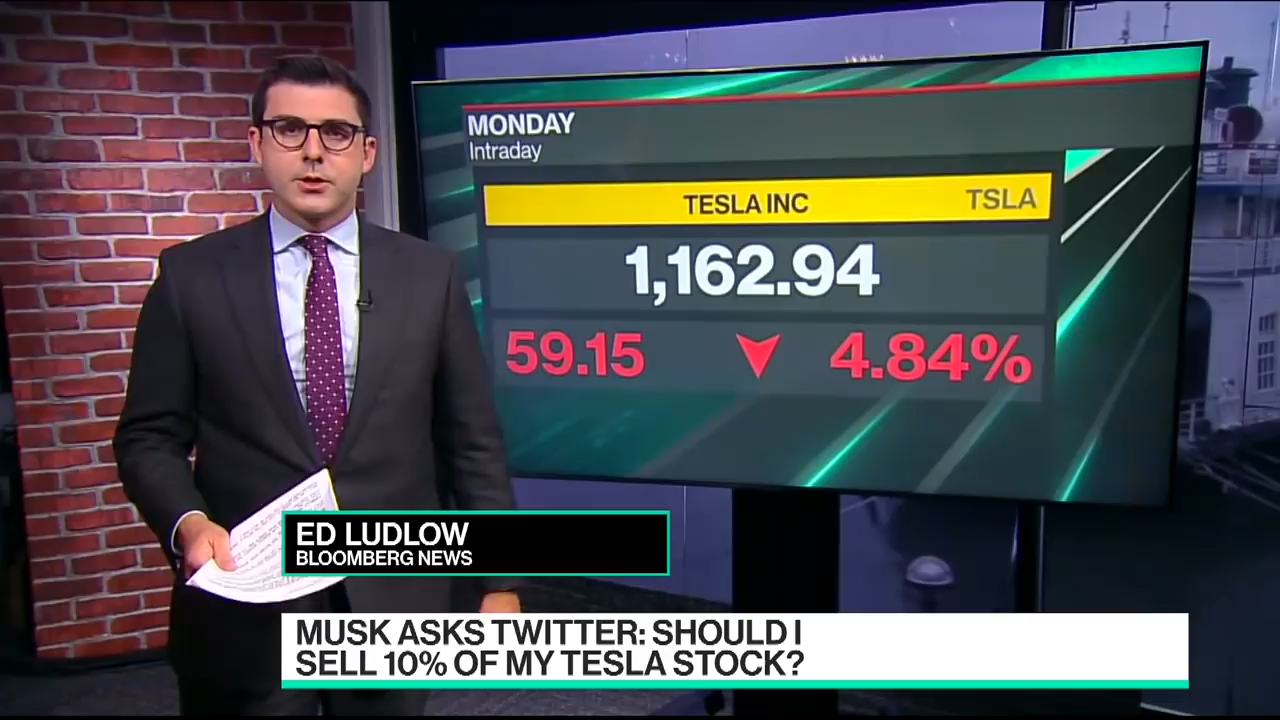 MONDAY
Intraday
TESLA INC TSLA
1,162.94
59.15 ▼ 4.84%
ED LUDLOW
BLOOMBERG NEWS
MUSK ASKS TWITTER: SHOULD I
SELL 10% OF MY TESLA STOCK?